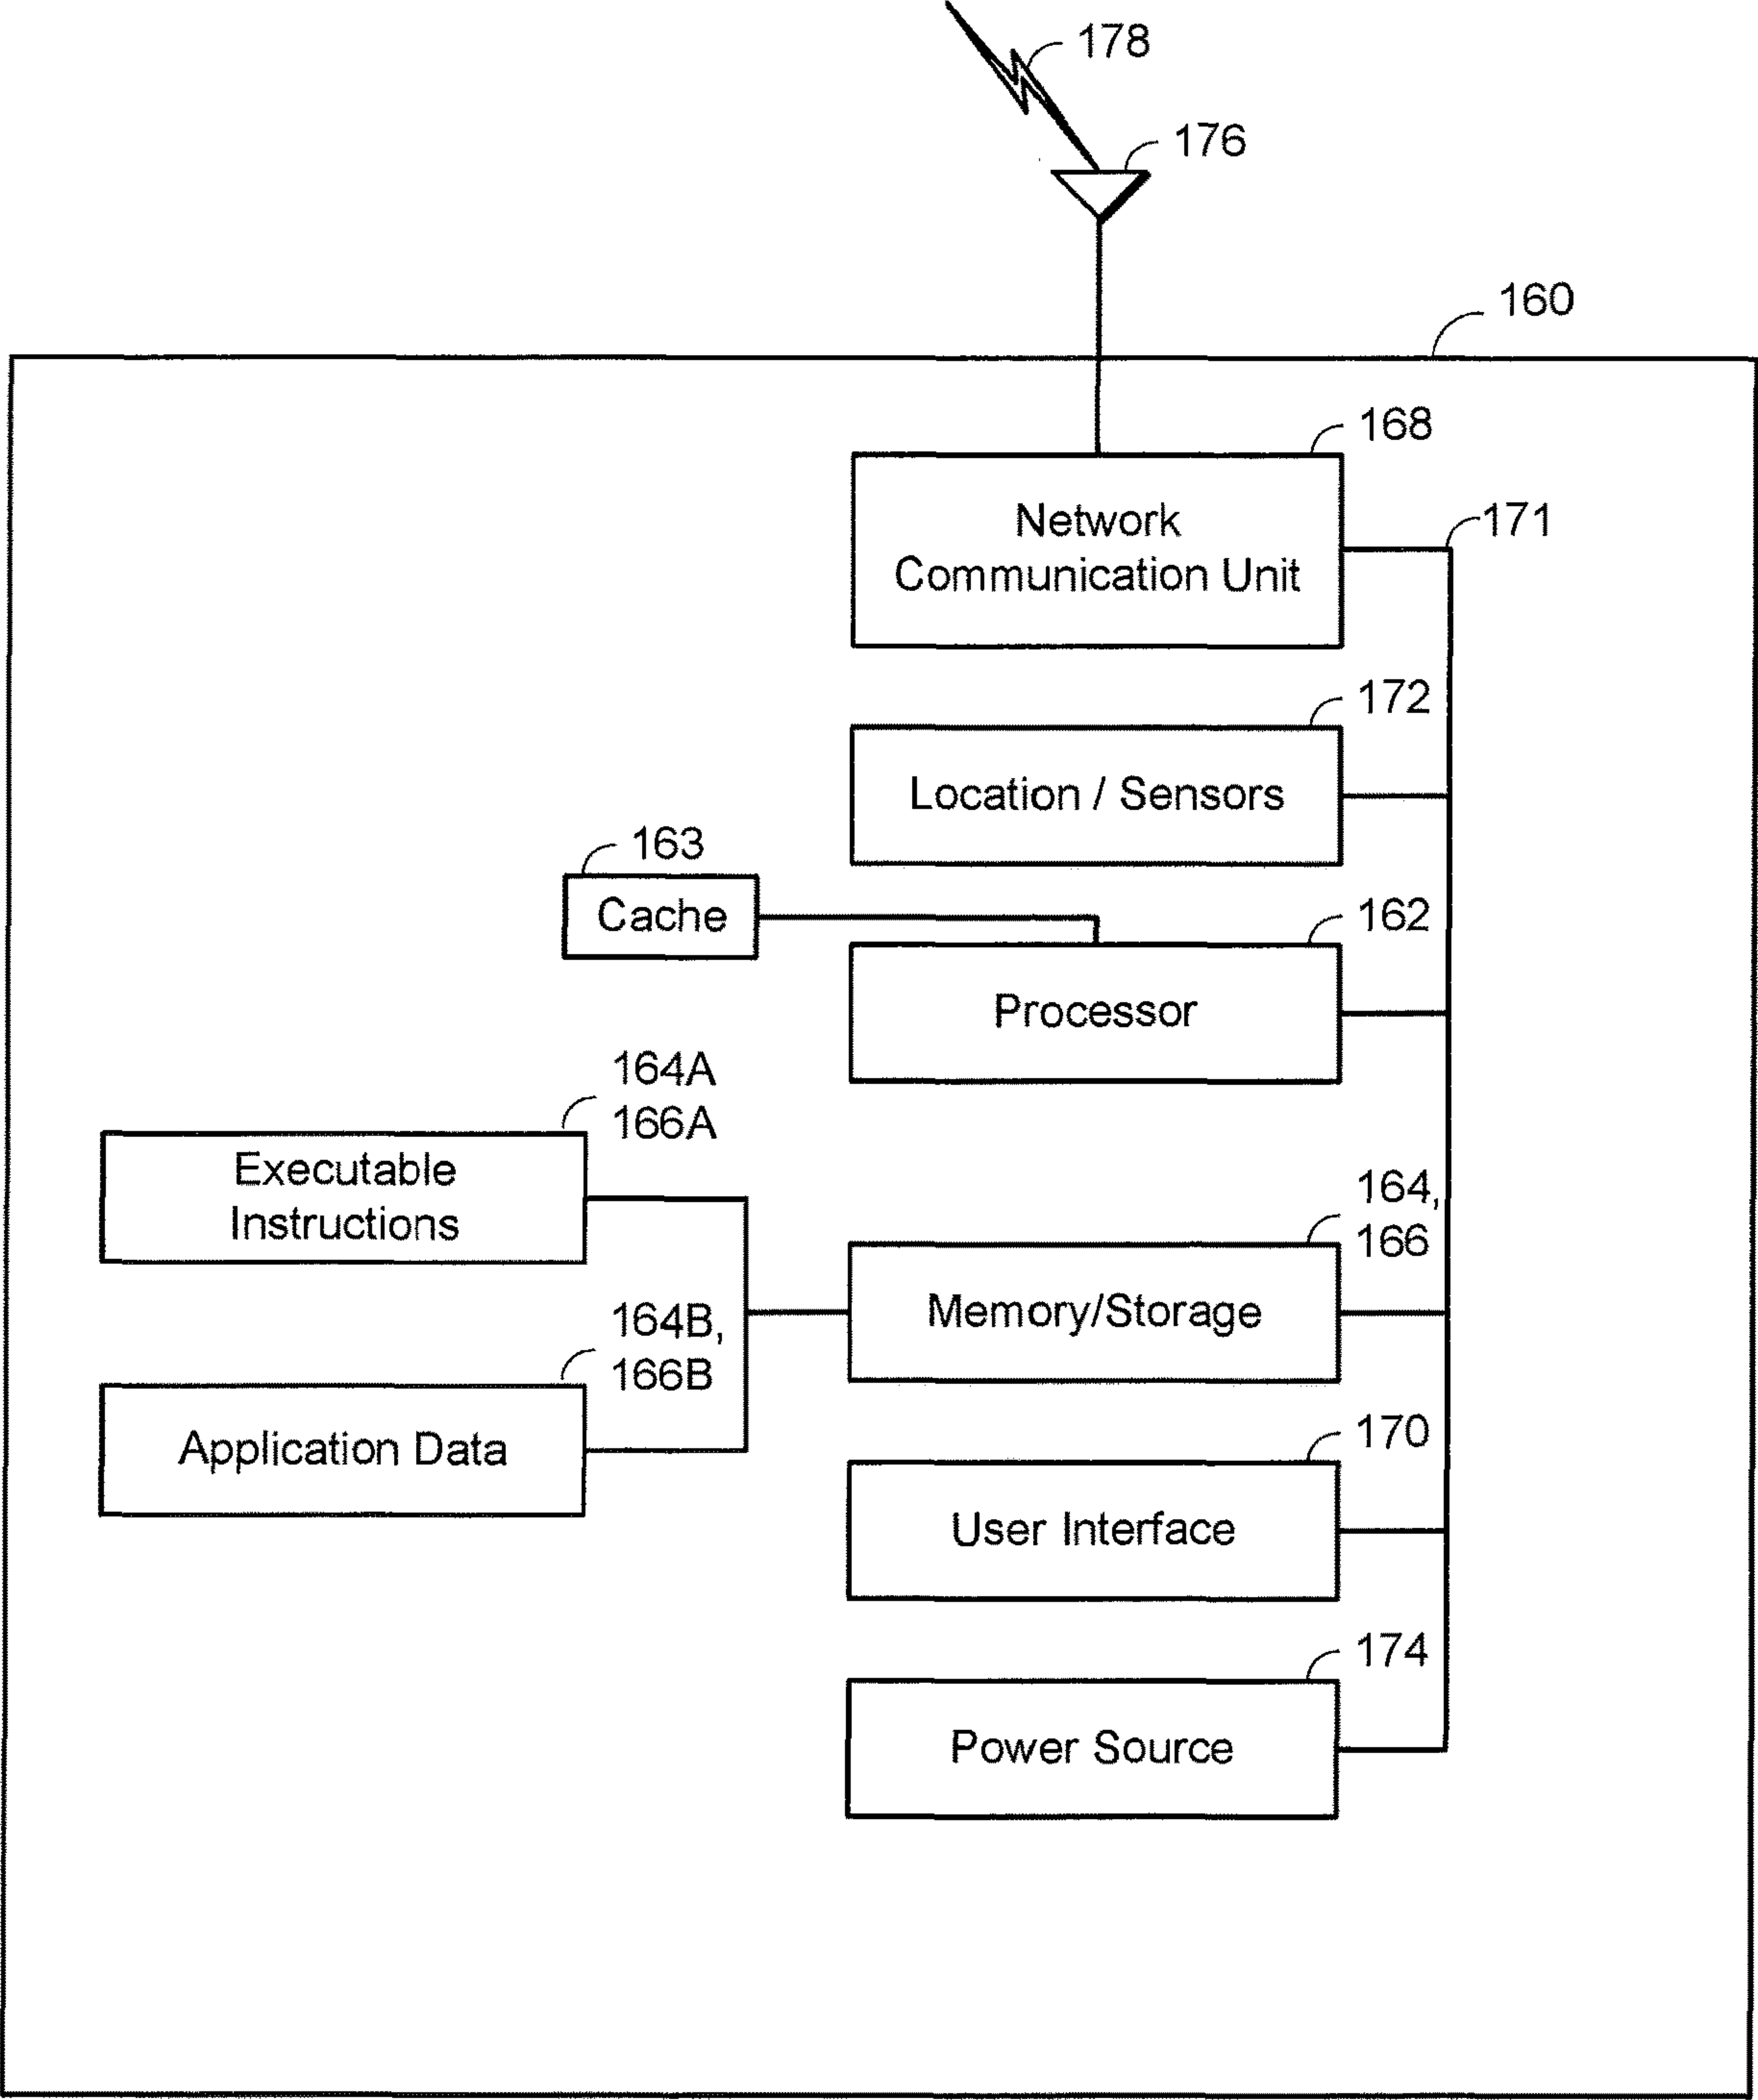 178
176
160
168
Network
Communication Unit
171
172
Location / Sensors
163
Cache
162
Processor
164A
166A
Executable
Instructions
164,
166
Memory/Storage
164B,
166B
Application Data
170
User Interface
174
Power Source